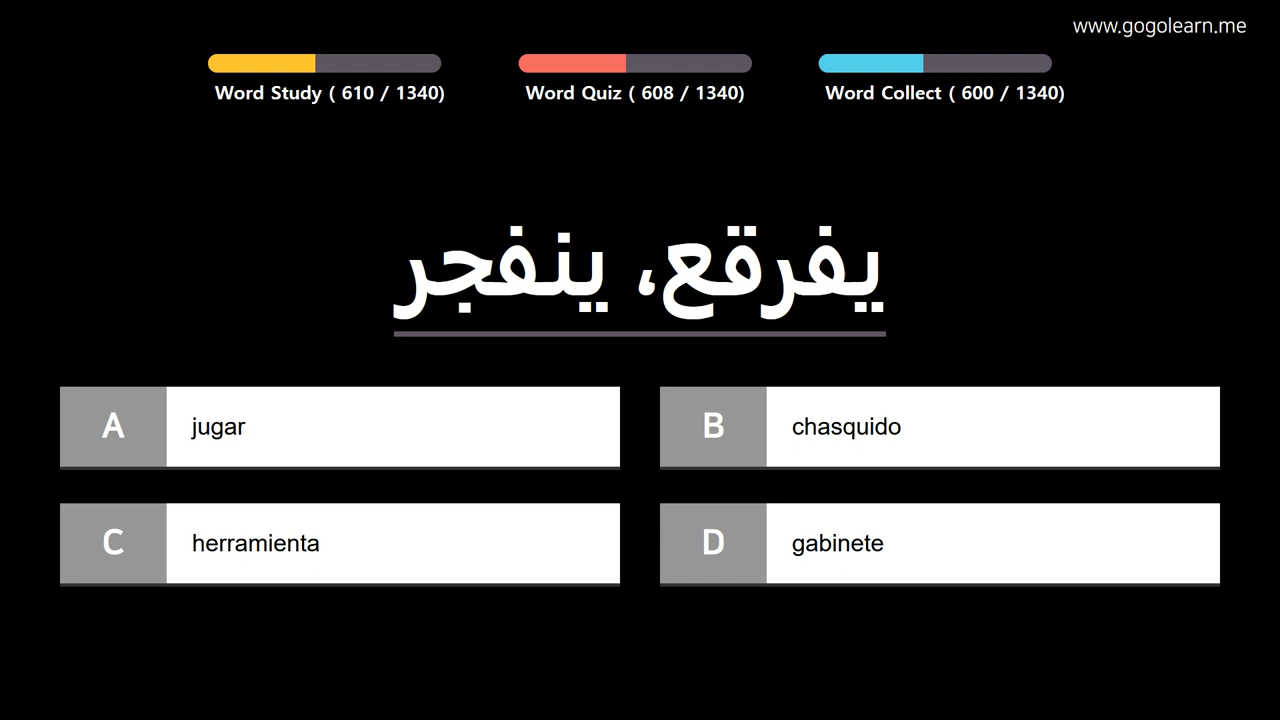 www.gogolearn.me
Word Study ( 610 / 1340)
Word Quiz ( 608 / 1340)
Word Collect ( 600 / 1340)
يفرقع، ينفجر
A jugar
B chasquido
C herramienta
D gabinete